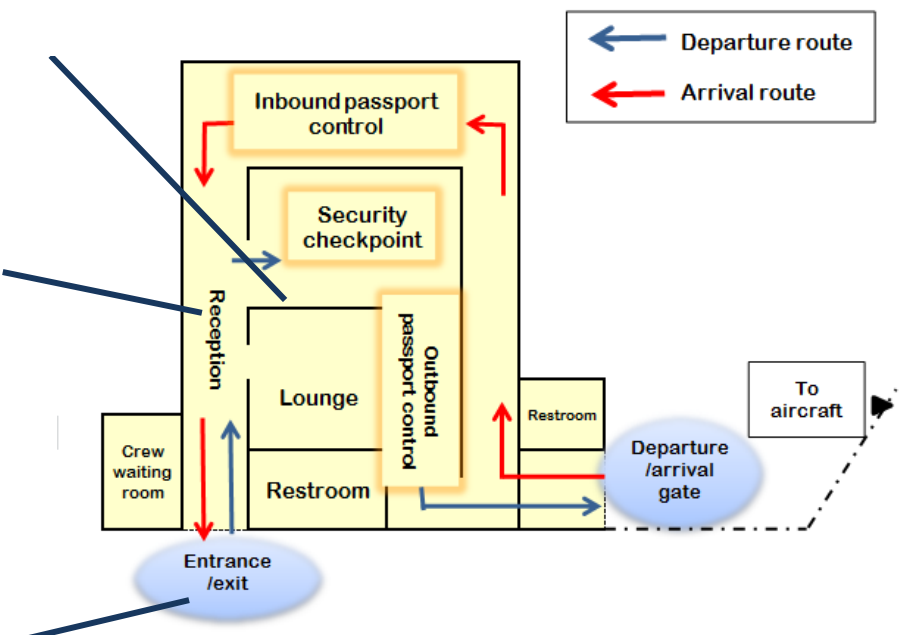 Departure route
Arrival route
Inbound passport
control
Security
checkpoint
Reception
Outbound
passport control
Lounge
To
aircraft
Restroom
Crew
waiting
room
Restroom
Departure
/arrival
gate
Entrance
/exit